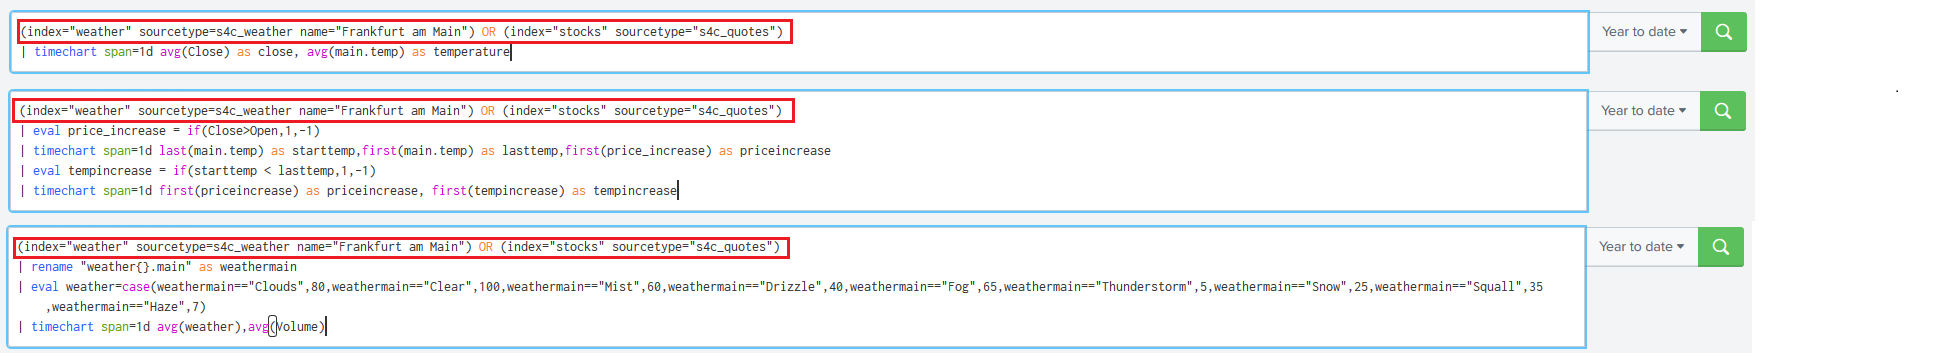 (index="weather" sourcetype=s4c_weather name="Frankfurt am Main") OR (index="stocks" sourcetype="s4c_quotes")
| timechart span=1d avg(Close) as close, avg(main.temp) as temperature
Year to date
(index="weather" sourcetype=s4c_weather name="Frankfurt am Main") OR (index="stocks" sourcetype="s4c_quotes")
| eval price_increase = if(Close>Open,1,-1)
| timechart span=1d last(main.temp) as starttemp,first(main.temp) as lasttemp,first(price_increase) as priceincrease
| eval tempincrease = if(starttemp < lasttemp,1,-1)
| timechart span=1d first(priceincrease) as priceincrease, first(tempincrease) as tempincrease
Year to date
(index="weather" sourcetype=s4c_weather name="Frankfurt am Main") OR (index="stocks" sourcetype="s4c_quotes")
| rename "weather{}.main" as weathermain
| eval weather=case(weathermain=="Clouds",80,weathermain=="Clear",100,weathermain=="Mist",60,weathermain=="Drizzle",40,weathermain=="Fog",65,weathermain=="Thunderstorm",5,weathermain=="Snow",25,weathermain=="Squall",35
,weathermain=="Haze",7)
| timechart span=1d avg(weather),avg(Volume)
Year to date
.